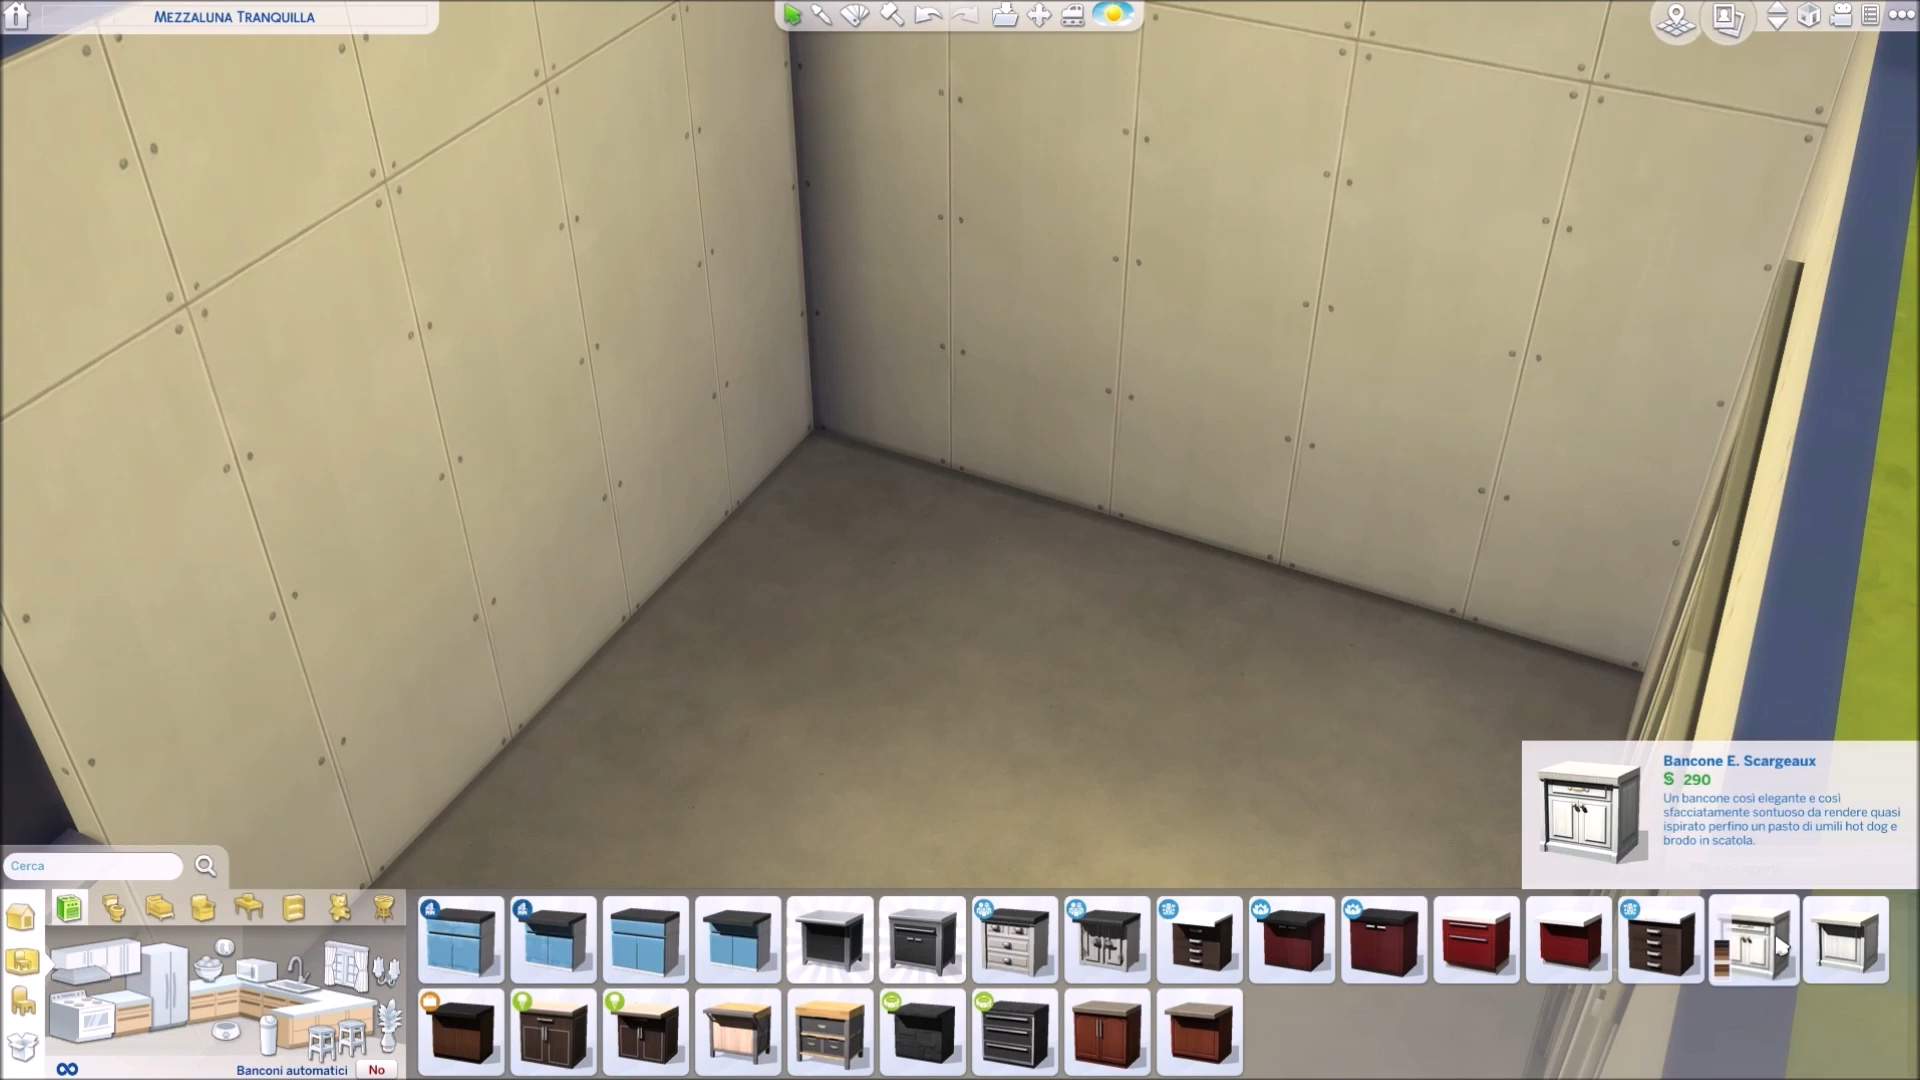 Mezzaluna Tranquilla
Bancone E. Scargeaux
§ 290
Un bancone così elegante e così
sfacciatamente sontuoso da rendere quasi
ispirato perfino un pasto di umili hot dog e
brodo in scatola.
Cerca
Banconi automatici No